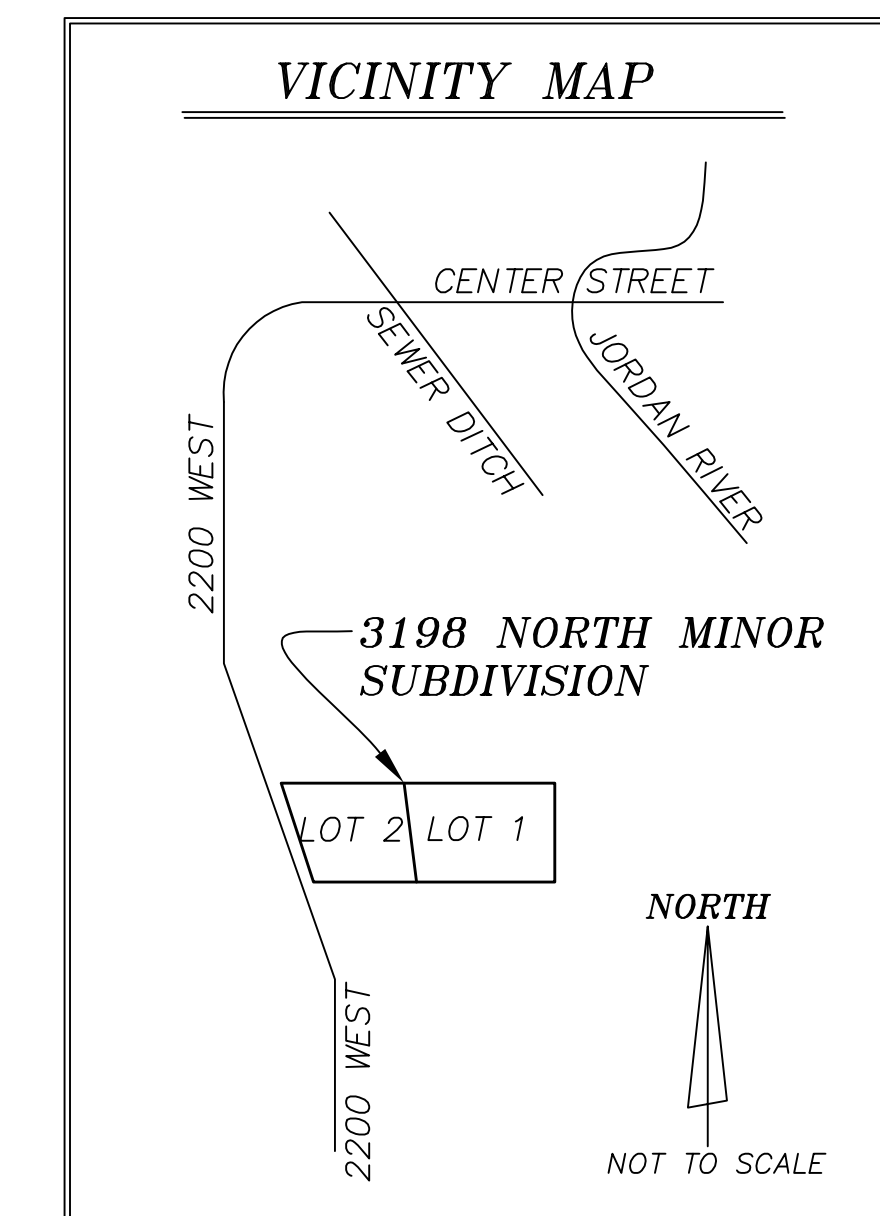 VICINITY MAP
CENTER STREET
SEWER DITCH
JORDAN RIVER
2200 WEST
3198 NORTH MINOR
SUBDIVISION
LOT 2
LOT 1
NORTH
2200 WEST
NOT TO SCALE